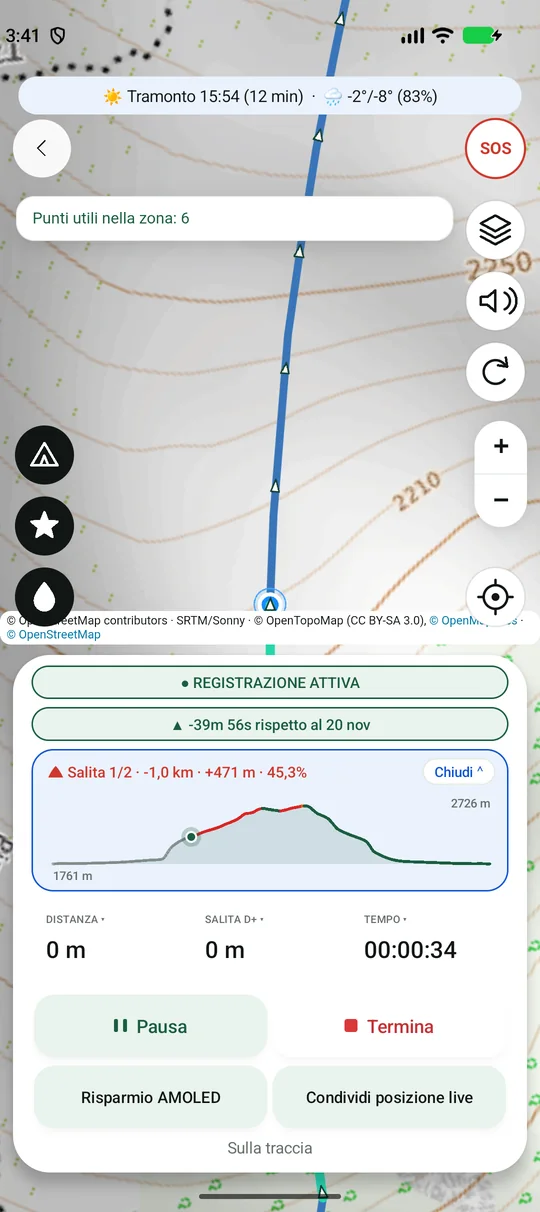 3:41
☀️ Tramonto 15:54 (12 min) · 🌧️ -2°/-8° (83%)
SOS
Punti utili nella zona: 6
2250
+
2210
−
contributors · SRTM/Sonny · © OpenTopoMap (CC BY-SA 3.0),
© OpenStreetMap
● REGISTRAZIONE ATTIVA
▲ -39m 56s rispetto al 20 nov
Salita 1/2 · -1,0 km · +471 m · 45,3%
Chiudi ^
2726 m
1761 m
DISTANZA ▾
SALITA D+ ▾
TEMPO ▾
0 m
0 m
00:00:34
Pausa
Termina
Risparmio AMOLED
Condividi posizione live
Sulla traccia